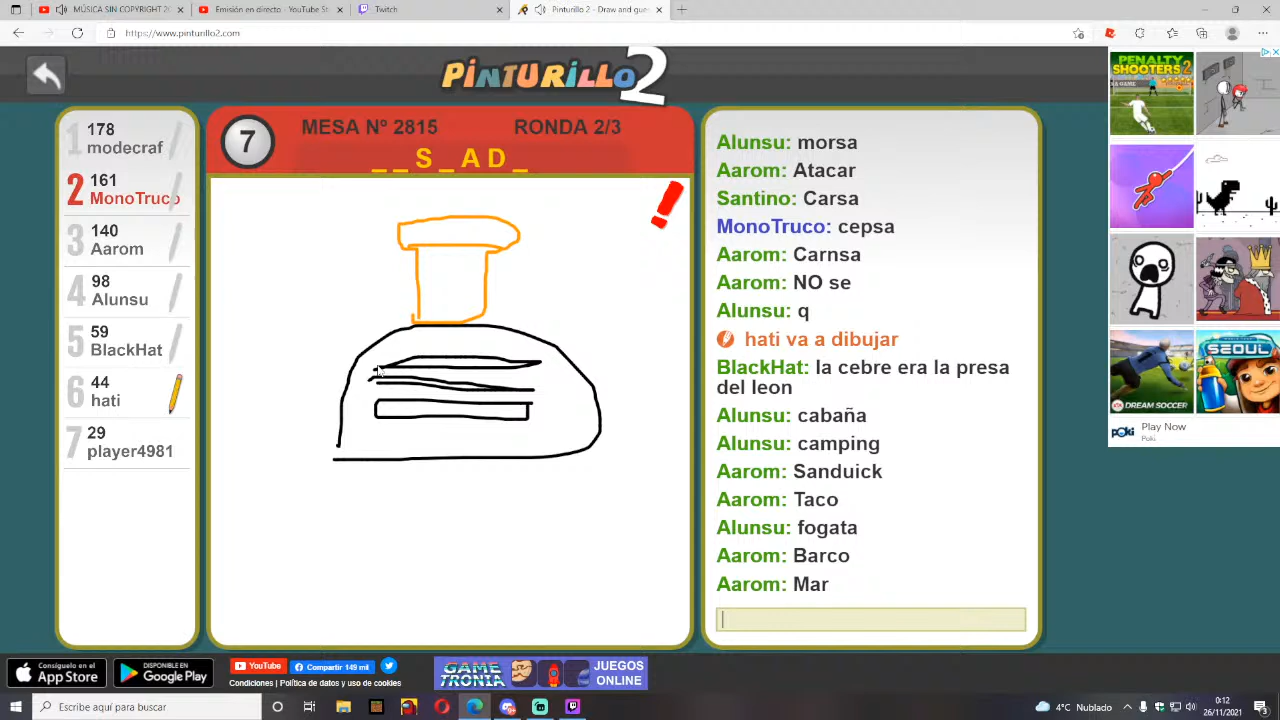 MÚSICA SIN COPYRIGHT 2
Emisión en directo - YouTube St
Twitch
Pinturillo 2 - Draw and gues
https://www.pinturillo2.com
PINTURILLO 2
7
MESA Nº 2815
RONDA 2/3
_ _ S _ A D _
1 178 modecraf
2 161 MonoTruco
3 140 Aarom
4 98 Alunsu
5 59 BlackHat
6 44 hati
7 29 player4981
Alunsu: morsa
Aarom: Atacar
Santino: Carsa
MonoTruco: cepsa
Aarom: Carnsa
Aarom: NO se
Alunsu: q
hati va a dibujar
BlackHat: la cebre era la presa
del leon
Alunsu: cabaña
Alunsu: camping
Aarom: Sanduick
Aarom: Taco
Alunsu: fogata
Aarom: Barco
Aarom: Mar
PENALTY
SHOOTERS 2
SEOUL
DREAM SOCCER
poki
Play Now
Poki
Consíguelo en el
App Store
DISPONIBLE EN
Google Play
YouTube
Compartir 149 mil
Condiciones | Política de datos y uso de cookies
GAME
TRONIA
JUEGOS
ONLINE
Escribe aquí para buscar
4°C Nublado
0:12
26/11/2021